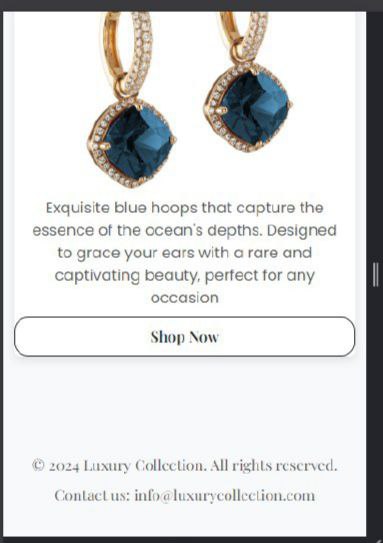 Exquisite blue hoops that capture the
essence of the ocean's depths. Designed
to grace your ears with a rare and
captivating beauty, perfect for any
occasion
Shop Now
© 2024 Luxury Collection. All rights reserved.
Contact us: info@luxurycollection.com